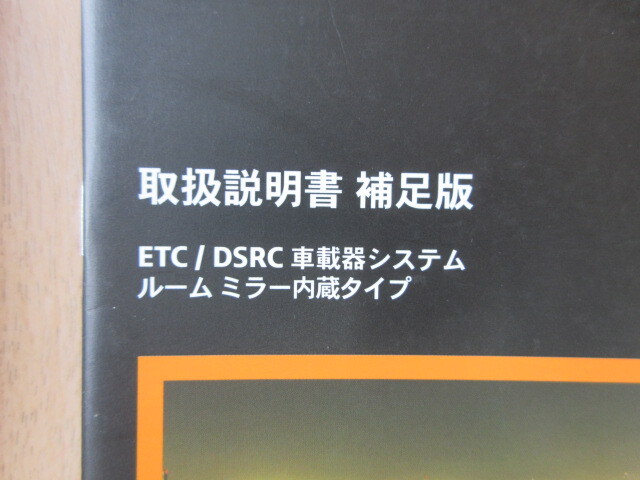 取扱説明書 補足版
ETC / DSRC 車載器システム
ルーム ミラー内蔵タイプ